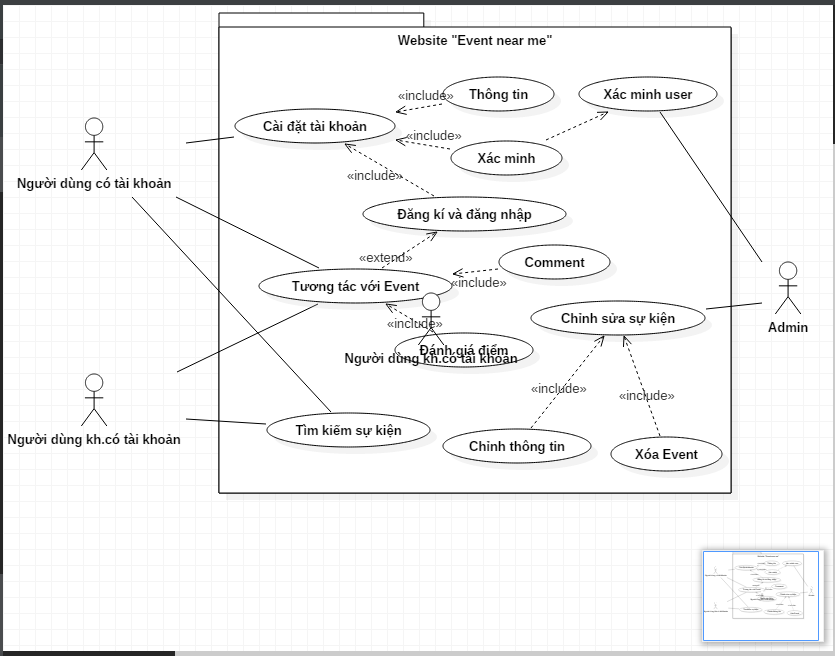 Website "Event near me"
«include»
Thông tin
Xác minh user
Cài đặt tài khoản
«include»
Xác minh
Người dùng có tài khoản
«include»
Đăng kí và đăng nhập
«extend»
Comment
Tương tác với Event
«include»
Chỉnh sửa sự kiện
«include»
Admin
Đánh giá điểm
Người dùng kh.có tài khoản
«include»
«include»
Người dùng kh.có tài khoản
Tìm kiếm sự kiện
Chỉnh thông tin
Xóa Event